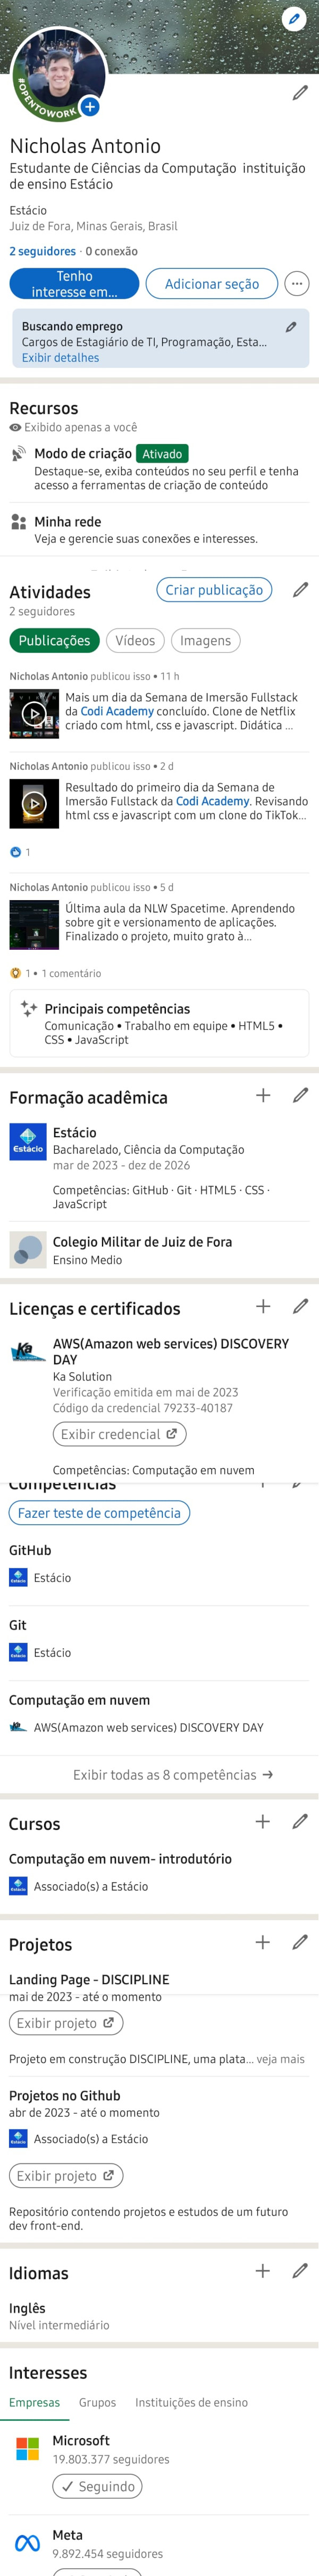 #OPENTOWORK
Nicholas Antonio
Estudante de Ciências da Computação instituição
de ensino Estácio
Estácio
Juiz de Fora, Minas Gerais, Brasil
2 seguidores · 0 conexão
Tenho
interesse em...
Adicionar seção
Buscando emprego
Cargos de Estagiário de TI, Programação, Esta...
Exibir detalhes
Recursos
Exibido apenas a você
Modo de criação Ativado
Destaque-se, exiba conteúdos no seu perfil e tenha
acesso a ferramentas de criação de conteúdo
Minha rede
Veja e gerencie suas conexões e interesses.
Atividades
Criar publicação
2 seguidores
Publicações Vídeos Imagens
Nicholas Antonio publicou isso • 11 h
Mais um dia da Semana de Imersão Fullstack
da Codi Academy concluído. Clone de Netflix
criado com html, css e javascript. Didática ...
Nicholas Antonio publicou isso • 2 d
Resultado do primeiro dia da Semana de
Imersão Fullstack da Codi Academy. Revisando
html css e javascript com um clone do TikTok...
1
Nicholas Antonio publicou isso • 5 d
Última aula da NLW Spacetime. Aprendendo
sobre git e versionamento de aplicações.
Finalizado o projeto, muito grato à...
1 • 1 comentário
Principais competências
Comunicação • Trabalho em equipe • HTML5 •
CSS • JavaScript
Formação acadêmica
Estácio
Estácio
Bacharelado, Ciência da Computação
mar de 2023 - dez de 2026
Competências: GitHub · Git · HTML5 · CSS ·
JavaScript
Colegio Militar de Juiz de Fora
Ensino Medio
Licenças e certificados
Ka
AWS(Amazon web services) DISCOVERY
DAY
Ka Solution
Verificação emitida em mai de 2023
Código da credencial 79233-40187
Exibir credencial
Competências: Computação em nuvem
Competências
Fazer teste de competência
GitHub
Estácio
Git
Estácio
Computação em nuvem
AWS(Amazon web services) DISCOVERY DAY
Exibir todas as 8 competências →
Cursos
Computação em nuvem- introdutório
Associado(s) a Estácio
Projetos
Landing Page - DISCIPLINE
mai de 2023 - até o momento
Exibir projeto
Projeto em construção DISCIPLINE, uma plata... veja mais
Projetos no Github
abr de 2023 - até o momento
Associado(s) a Estácio
Exibir projeto
Repositório contendo projetos e estudos de um futuro
dev front-end.
Idiomas
Inglês
Nível intermediário
Interesses
Empresas Grupos Instituições de ensino
Microsoft
19.803.377 seguidores
Seguindo
Meta
9.892.454 seguidores